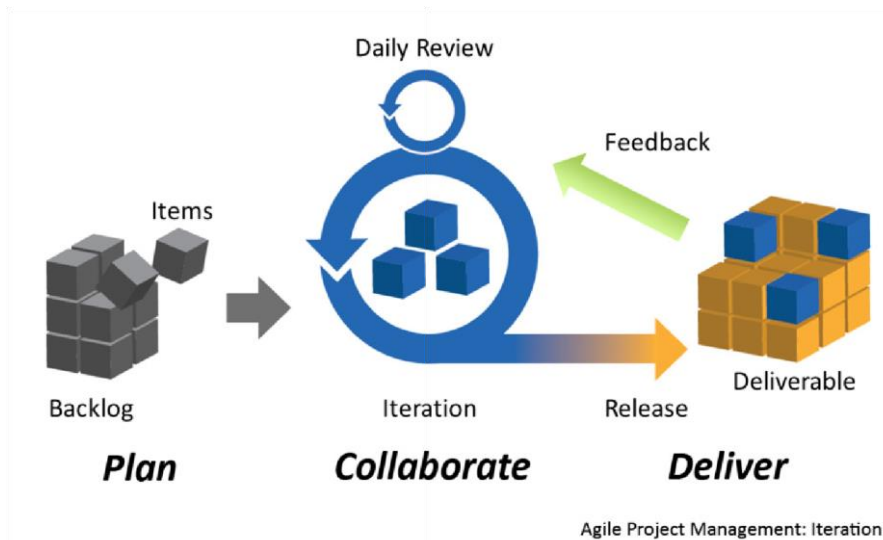 Daily Review
Feedback
Items
Backlog
Iteration
Release
Deliverable
Plan
Collaborate
Deliver
Agile Project Management: Iteration